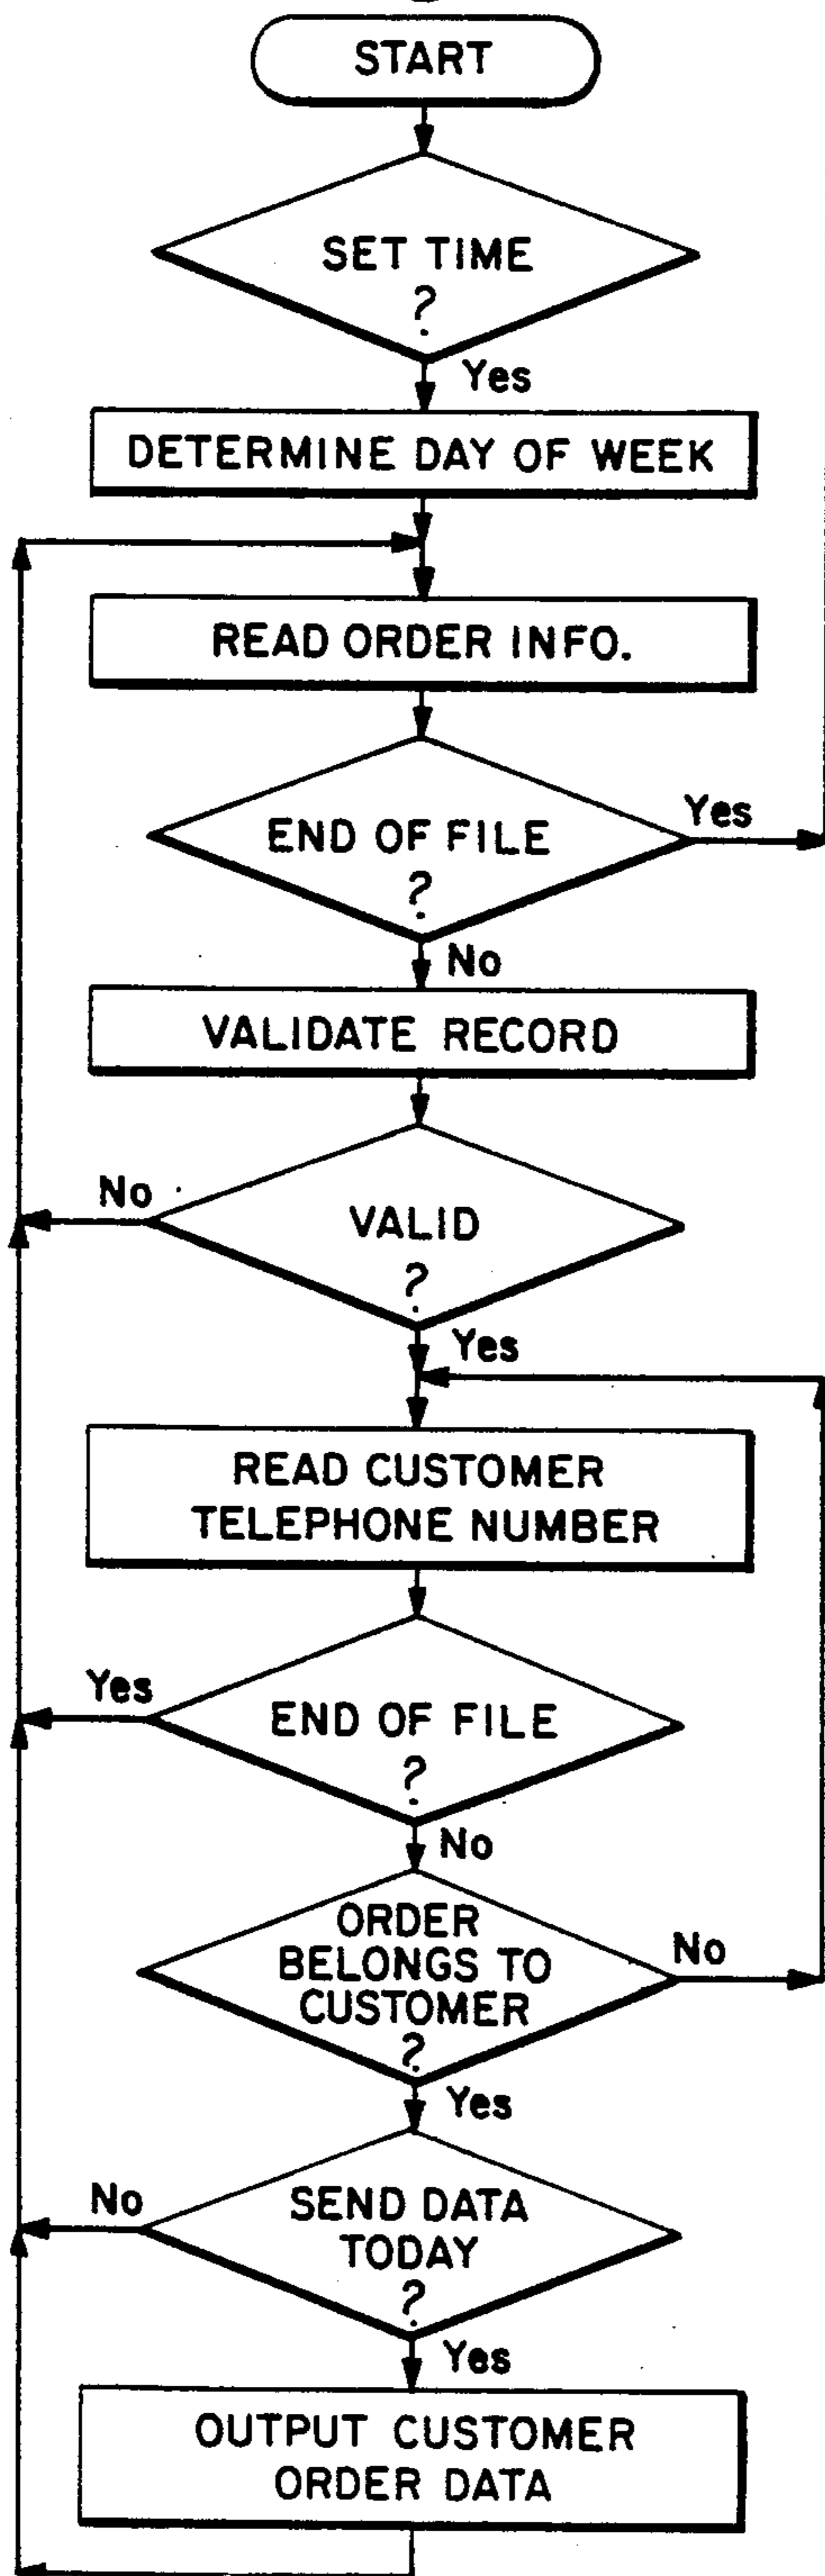 START
SET TIME
?
Yes
DETERMINE DAY OF WEEK
READ ORDER INFO.
END OF FILE
?
Yes
No
VALIDATE RECORD
VALID
?
No
Yes
READ CUSTOMER
TELEPHONE NUMBER
END OF FILE
?
Yes
No
ORDER
BELONGS TO
CUSTOMER
?
No
Yes
SEND DATA
TODAY
?
No
Yes
OUTPUT CUSTOMER
ORDER DATA